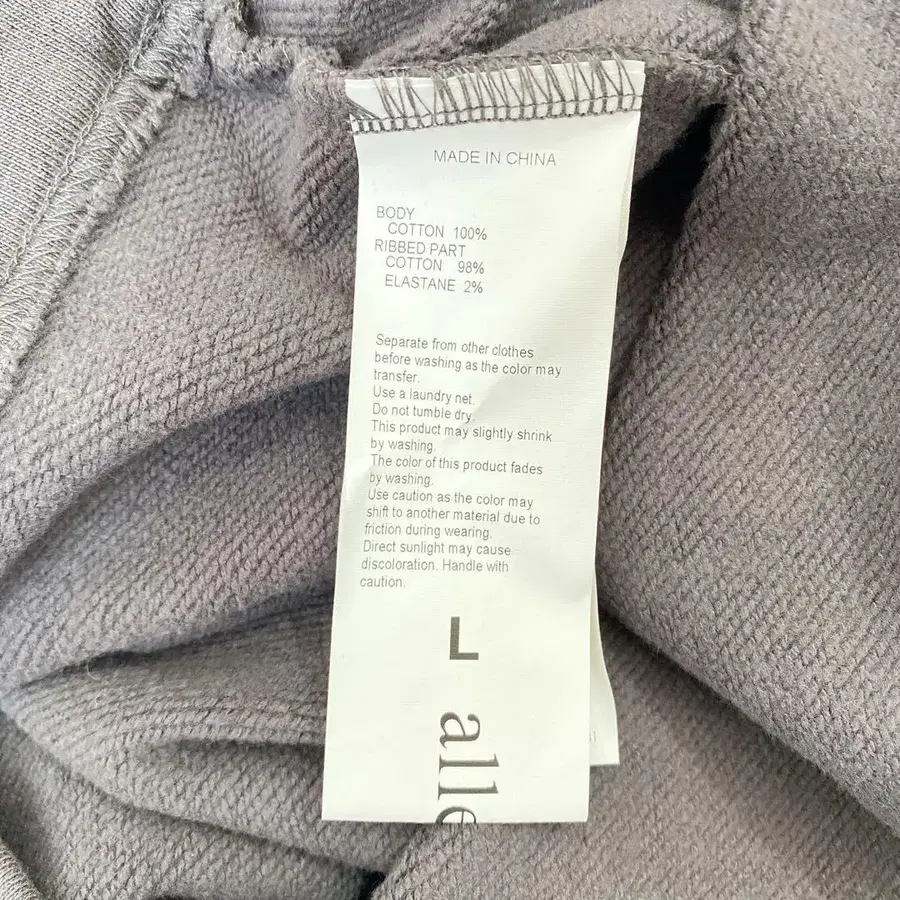 MADE IN CHINA
BODY
COTTON 100%
RIBBED PART
COTTON 98%
ELASTANE 2%
Separate from other clothes
before washing as the color may
transfer.
Use a laundry net.
Do not tumble dry.
This product may slightly shrink
by washing.
The color of this product fades
by washing.
Use caution as the color may
shift to another material due to
friction during wearing.
Direct sunlight may cause
discoloration. Handle with
caution.
L
alle